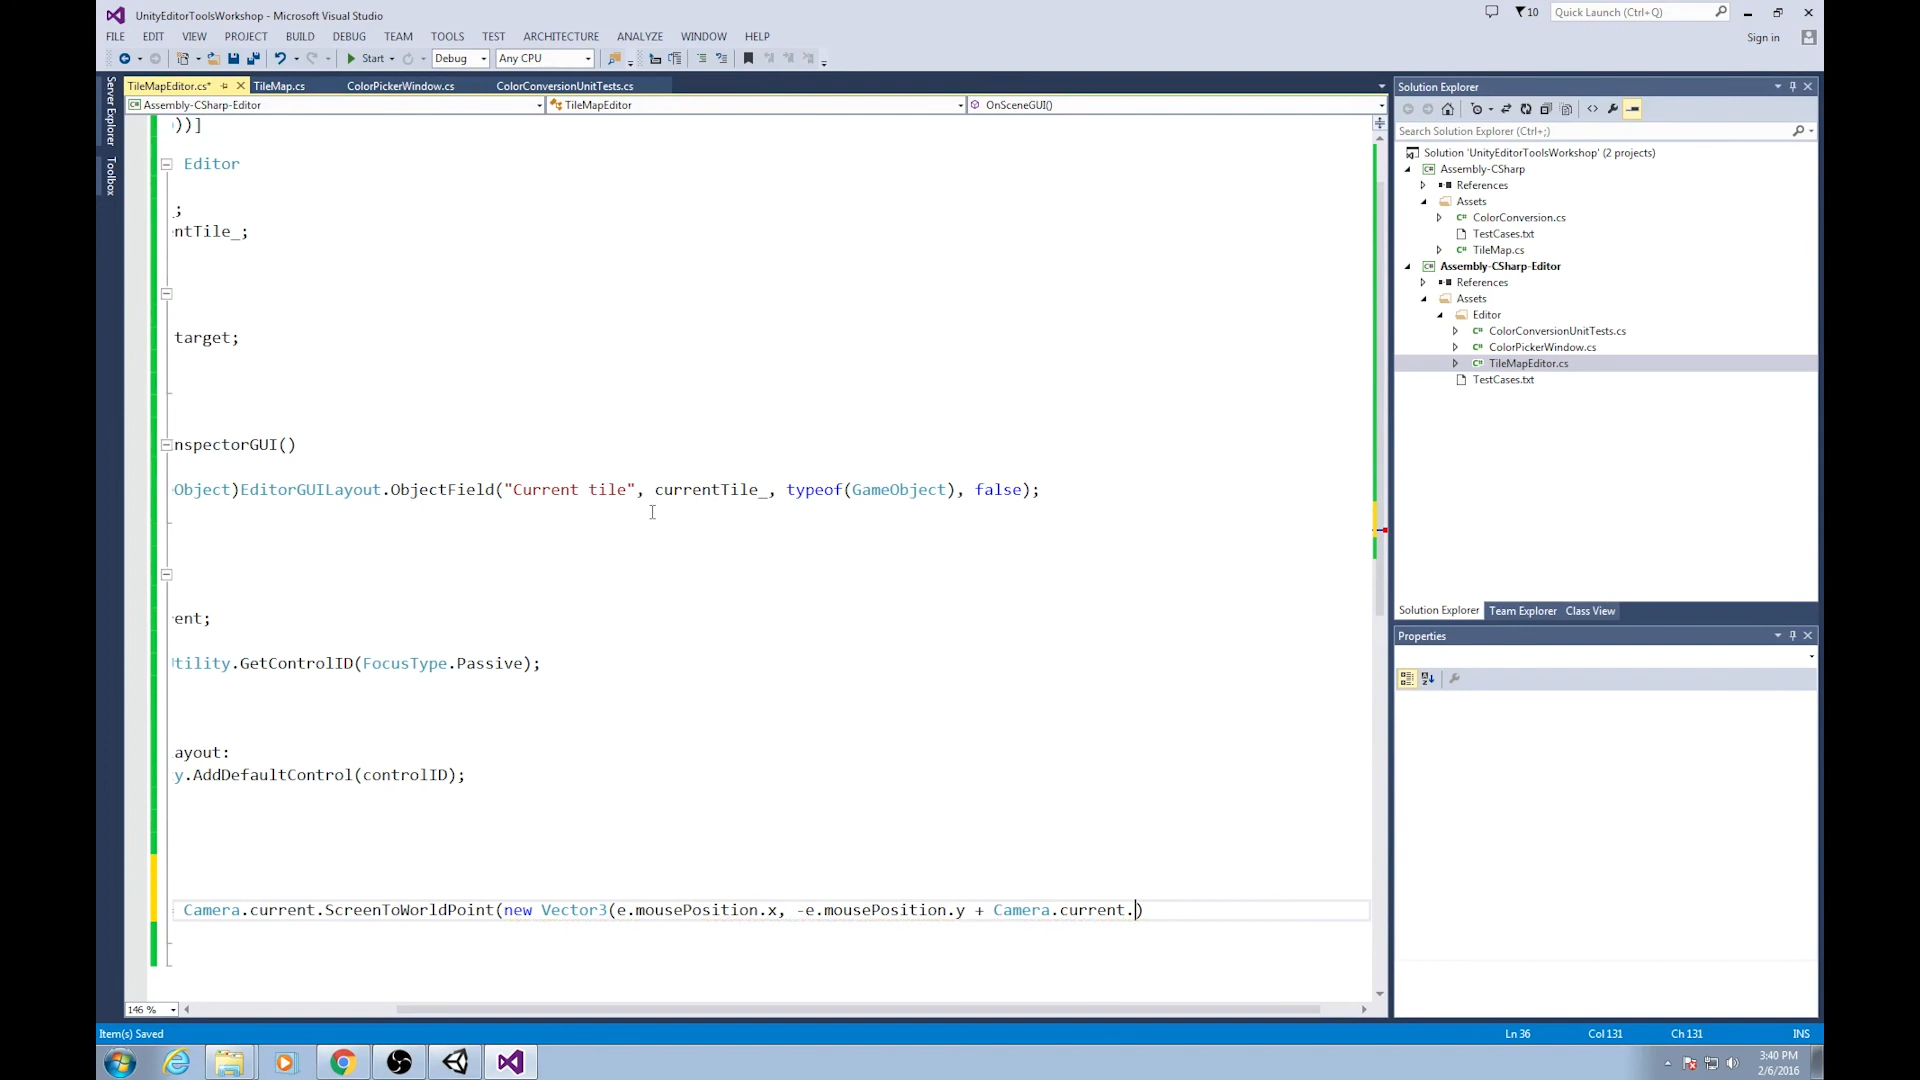 UnityEditorToolsWorkshop - Microsoft Visual Studio
10
Quick Launch (Ctrl+Q)
FILE EDIT VIEW PROJECT BUILD DEBUG TEAM TOOLS TEST ARCHITECTURE ANALYZE WINDOW HELP
Sign in
Start Debug Any CPU
Server Explorer
Toolbox
TileMapEditor.cs* TileMap.cs ColorPickerWindow.cs ColorConversionUnitTests.cs
Assembly-CSharp-Editor TileMapEditor OnSceneGUI()
))]
Editor
_;
ntTile_;
target;
nspectorGUI()
Object)EditorGUILayout.ObjectField("Current tile", currentTile_, typeof(GameObject), false);
ent;
tility.GetControlID(FocusType.Passive);
ayout:
y.AddDefaultControl(controlID);
Camera.current.ScreenToWorldPoint(new Vector3(e.mousePosition.x, -e.mousePosition.y + Camera.current.)
146 %
Solution Explorer
Search Solution Explorer (Ctrl+;)
Solution 'UnityEditorToolsWorkshop' (2 projects)
Assembly-CSharp
References
Assets
ColorConversion.cs
TestCases.txt
TileMap.cs
Assembly-CSharp-Editor
References
Assets
Editor
ColorConversionUnitTests.cs
ColorPickerWindow.cs
TileMapEditor.cs
TestCases.txt
Solution Explorer Team Explorer Class View
Properties
Item(s) Saved
Ln 36 Col 131 Ch 131 INS
3:40 PM
2/6/2016